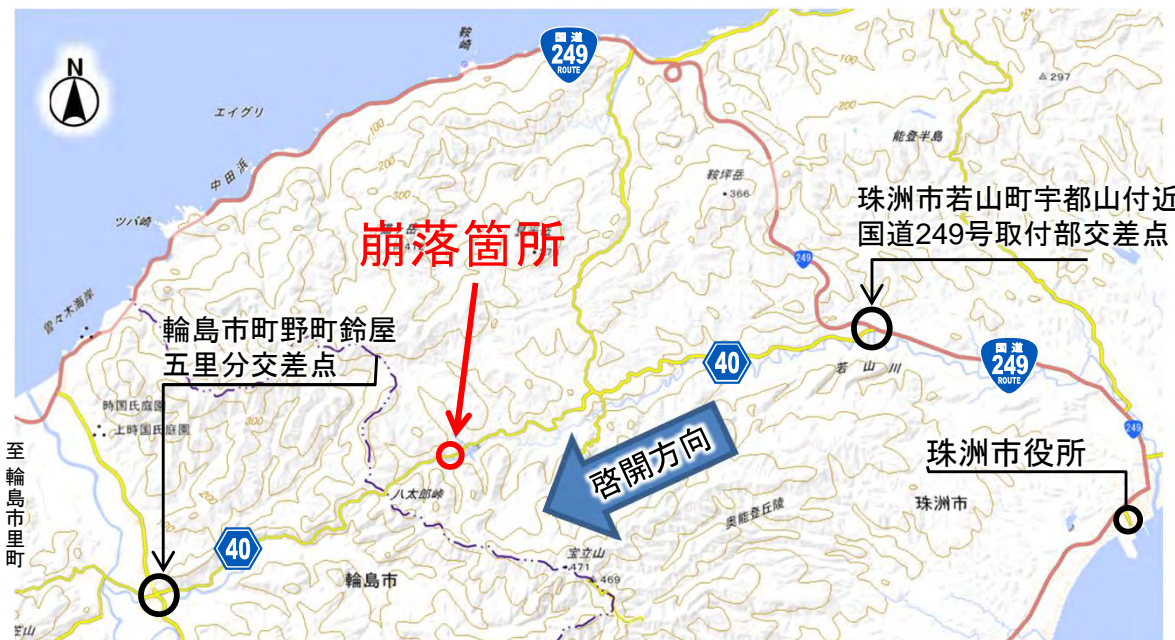 N
鞍崎
国道
249
ROUTE
297
200
エイグリ
100
200
能登半島
中田浜
鞍坪岳
366
珠洲市若山町宇都山付近
国道249号取付部交差点
ツバ崎
崩落箇所
249
曽々木海岸
輪島市町野町鈴屋
五里分交差点
40
若山川
国道
249
ROUTE
時国氏庭園
上時国氏庭園
300
200
249
啓開方向
珠洲市役所
至 輪島市里町
八太郎峠
奥能登丘陵
珠洲市
40
宝立山
471
469
輪島市